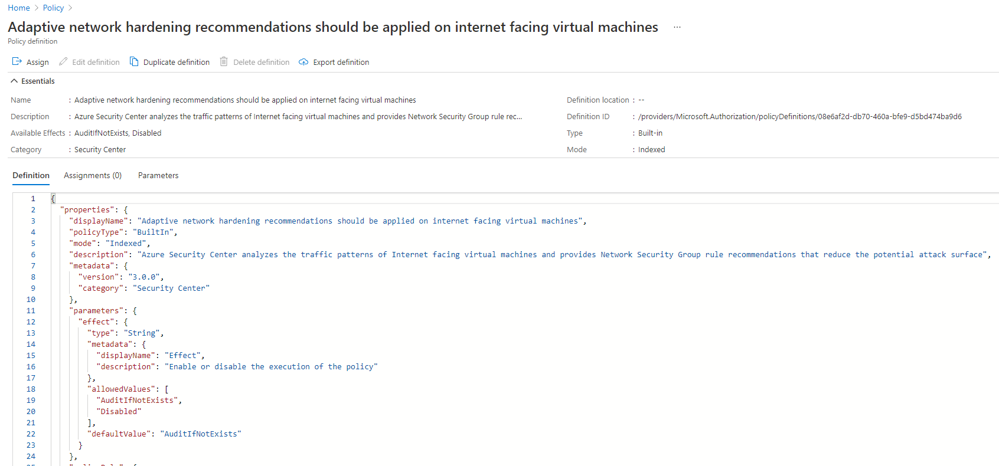 Home > Policy >
Adaptive network hardening recommendations should be applied on internet facing virtual machines ...
Policy definition
Assign Edit definition Duplicate definition Delete definition Export definition
Essentials
Name : Adaptive network hardening recommendations should be applied on internet facing virtual machines
Definition location : --
Description : Azure Security Center analyzes the traffic patterns of Internet facing virtual machines and provides Network Security Group rule rec...
Definition ID : /providers/Microsoft.Authorization/policyDefinitions/08e6af2d-db70-460a-bfe9-d5bd474ba9d6
Available Effects : AuditIfNotExists, Disabled
Type : Built-in
Category : Security Center
Mode : Indexed
Definition Assignments (0) Parameters
1 {
2 "properties": {
3 "displayName": "Adaptive network hardening recommendations should be applied on internet facing virtual machines",
4 "policyType": "BuiltIn",
5 "mode": "Indexed",
6 "description": "Azure Security Center analyzes the traffic patterns of Internet facing virtual machines and provides Network Security Group rule recommendations that reduce the potential attack surface",
7 "metadata": {
8 "version": "3.0.0",
9 "category": "Security Center"
10 },
11 "parameters": {
12 "effect": {
13 "type": "String",
14 "metadata": {
15 "displayName": "Effect",
16 "description": "Enable or disable the execution of the policy"
17 },
18 "allowedValues": [
19 "AuditIfNotExists",
20 "Disabled"
21 ],
22 "defaultValue": "AuditIfNotExists"
23 }
24 },